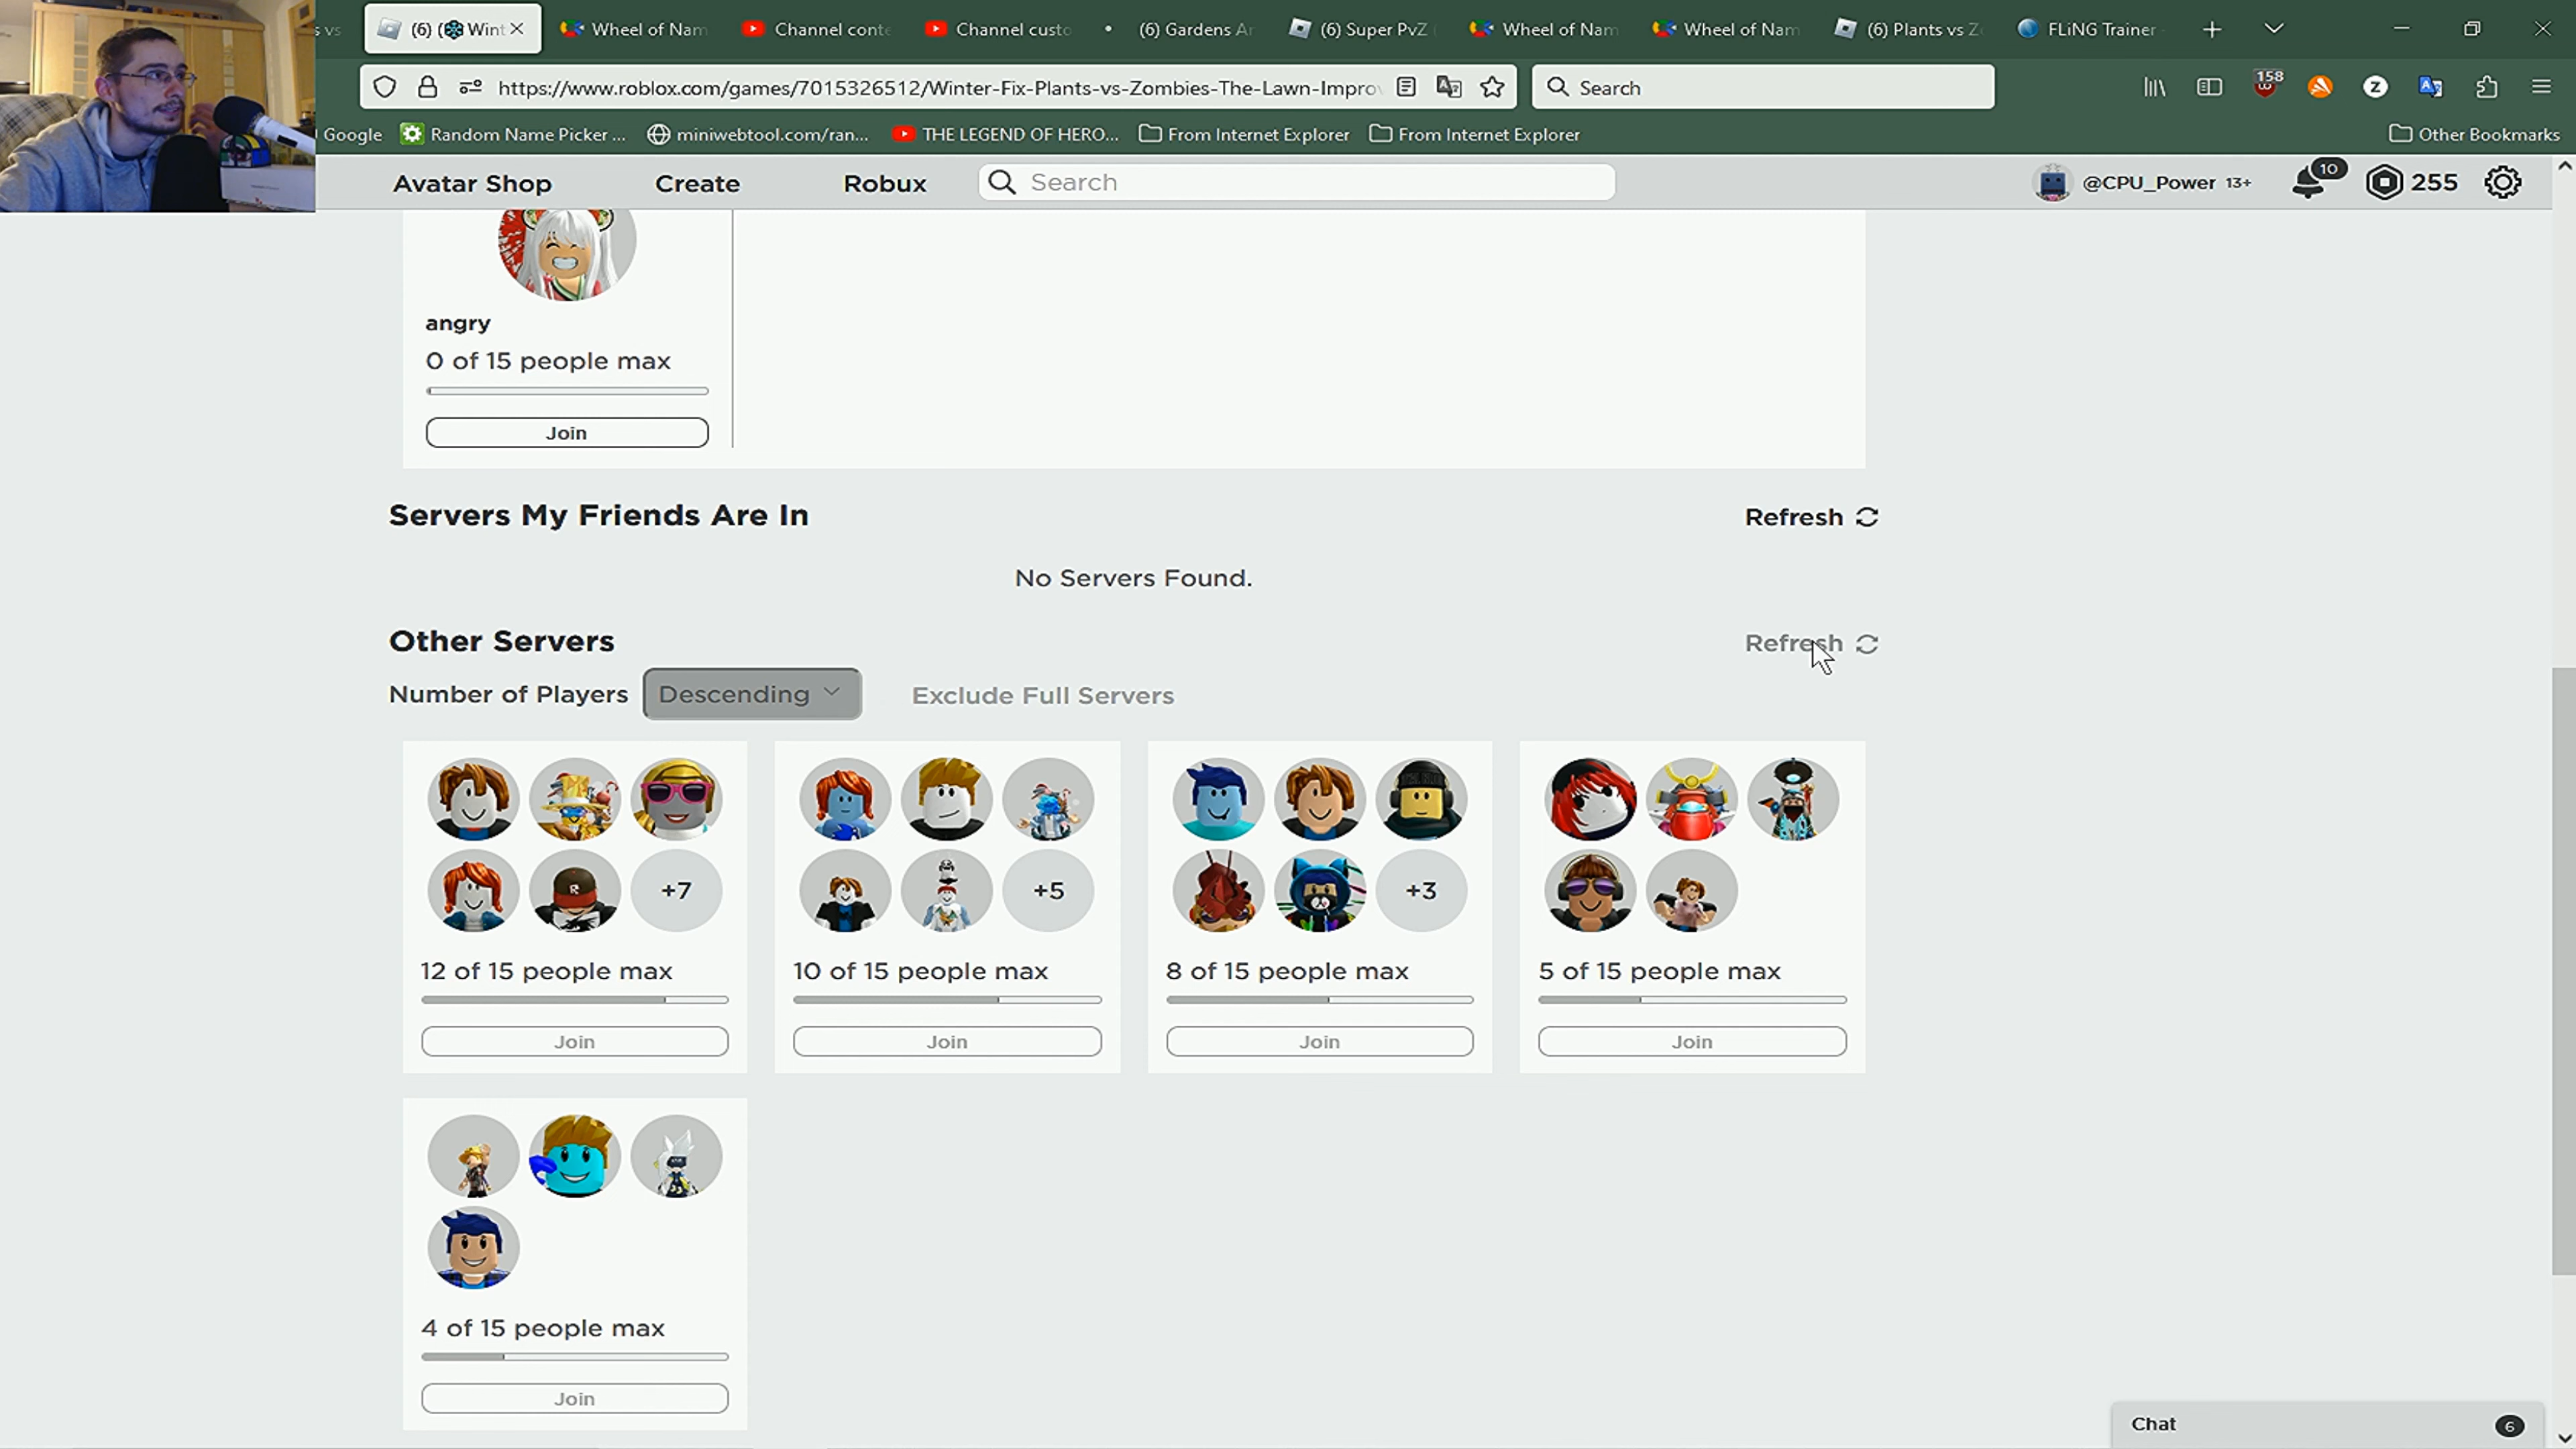 s vs
(6) (Wint
Wheel of Nam
Channel conte
Channel custo
(6) Gardens Ar
(6) Super PvZ (
Wheel of Nam
Wheel of Nam
(6) Plants vs Z
FLiNG Trainer
https://www.roblox.com/games/7015326512/Winter-Fix-Plants-vs-Zombies-The-Lawn-Improv
Search
158
Google
Random Name Picker ...
miniwebtool.com/ran...
THE LEGEND OF HERO...
From Internet Explorer
From Internet Explorer
Other Bookmarks
Avatar Shop
Create
Robux
Search
@CPU_Power 13+
10
255
angry
0 of 15 people max
Join
Servers My Friends Are In
Refresh
No Servers Found.
Other Servers
Refresh
Number of Players
Descending
Exclude Full Servers
+7
12 of 15 people max
Join
+5
10 of 15 people max
Join
+3
8 of 15 people max
Join
5 of 15 people max
Join
4 of 15 people max
Join
Chat
6